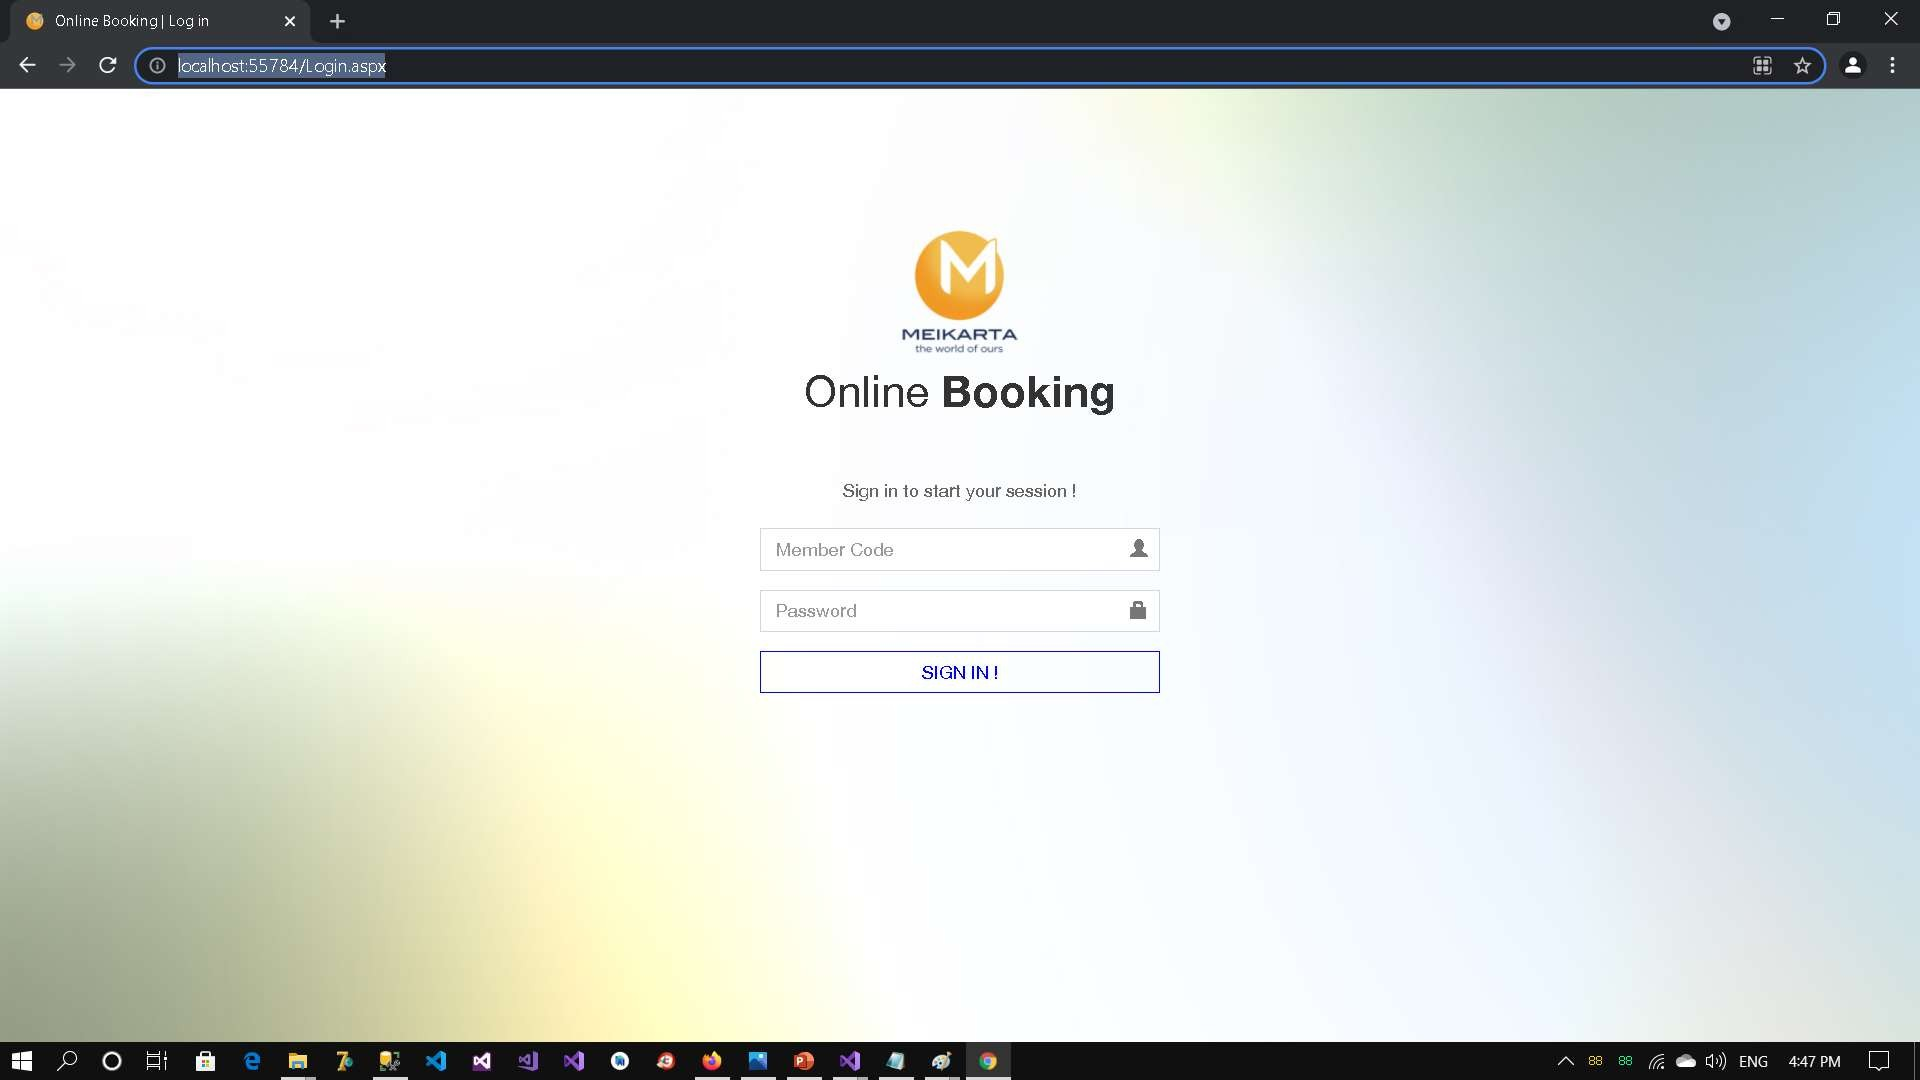 Online Booking | Log in
localhost:55784/Login.aspx
MEIKARTA
the world of ours
Online Booking
Sign in to start your session !
Member Code
Password
SIGN IN !
88 88 ENG 4:47 PM